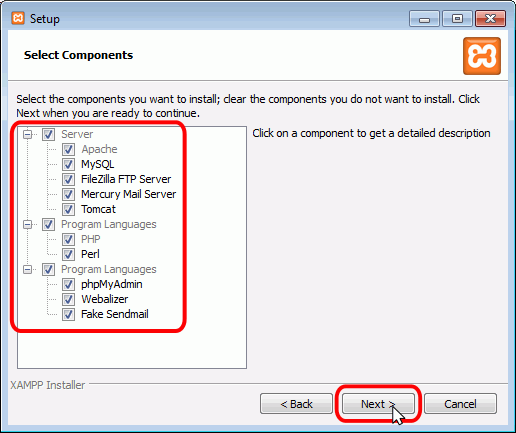 Setup
Select Components
Select the components you want to install; clear the components you do not want to install. Click
Next when you are ready to continue.
Server
Apache
MySQL
FileZilla FTP Server
Mercury Mail Server
Tomcat
Program Languages
PHP
Perl
Program Languages
phpMyAdmin
Webalizer
Fake Sendmail
Click on a component to get a detailed description
XAMPP Installer
< Back
Next >
Cancel